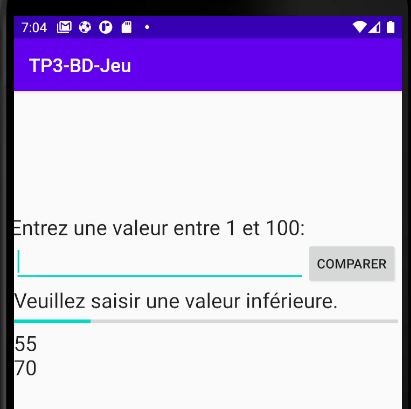 7:04
TP3-BD-Jeu
Entrez une valeur entre 1 et 100:
COMPARER
Veuillez saisir une valeur inférieure.
55
70